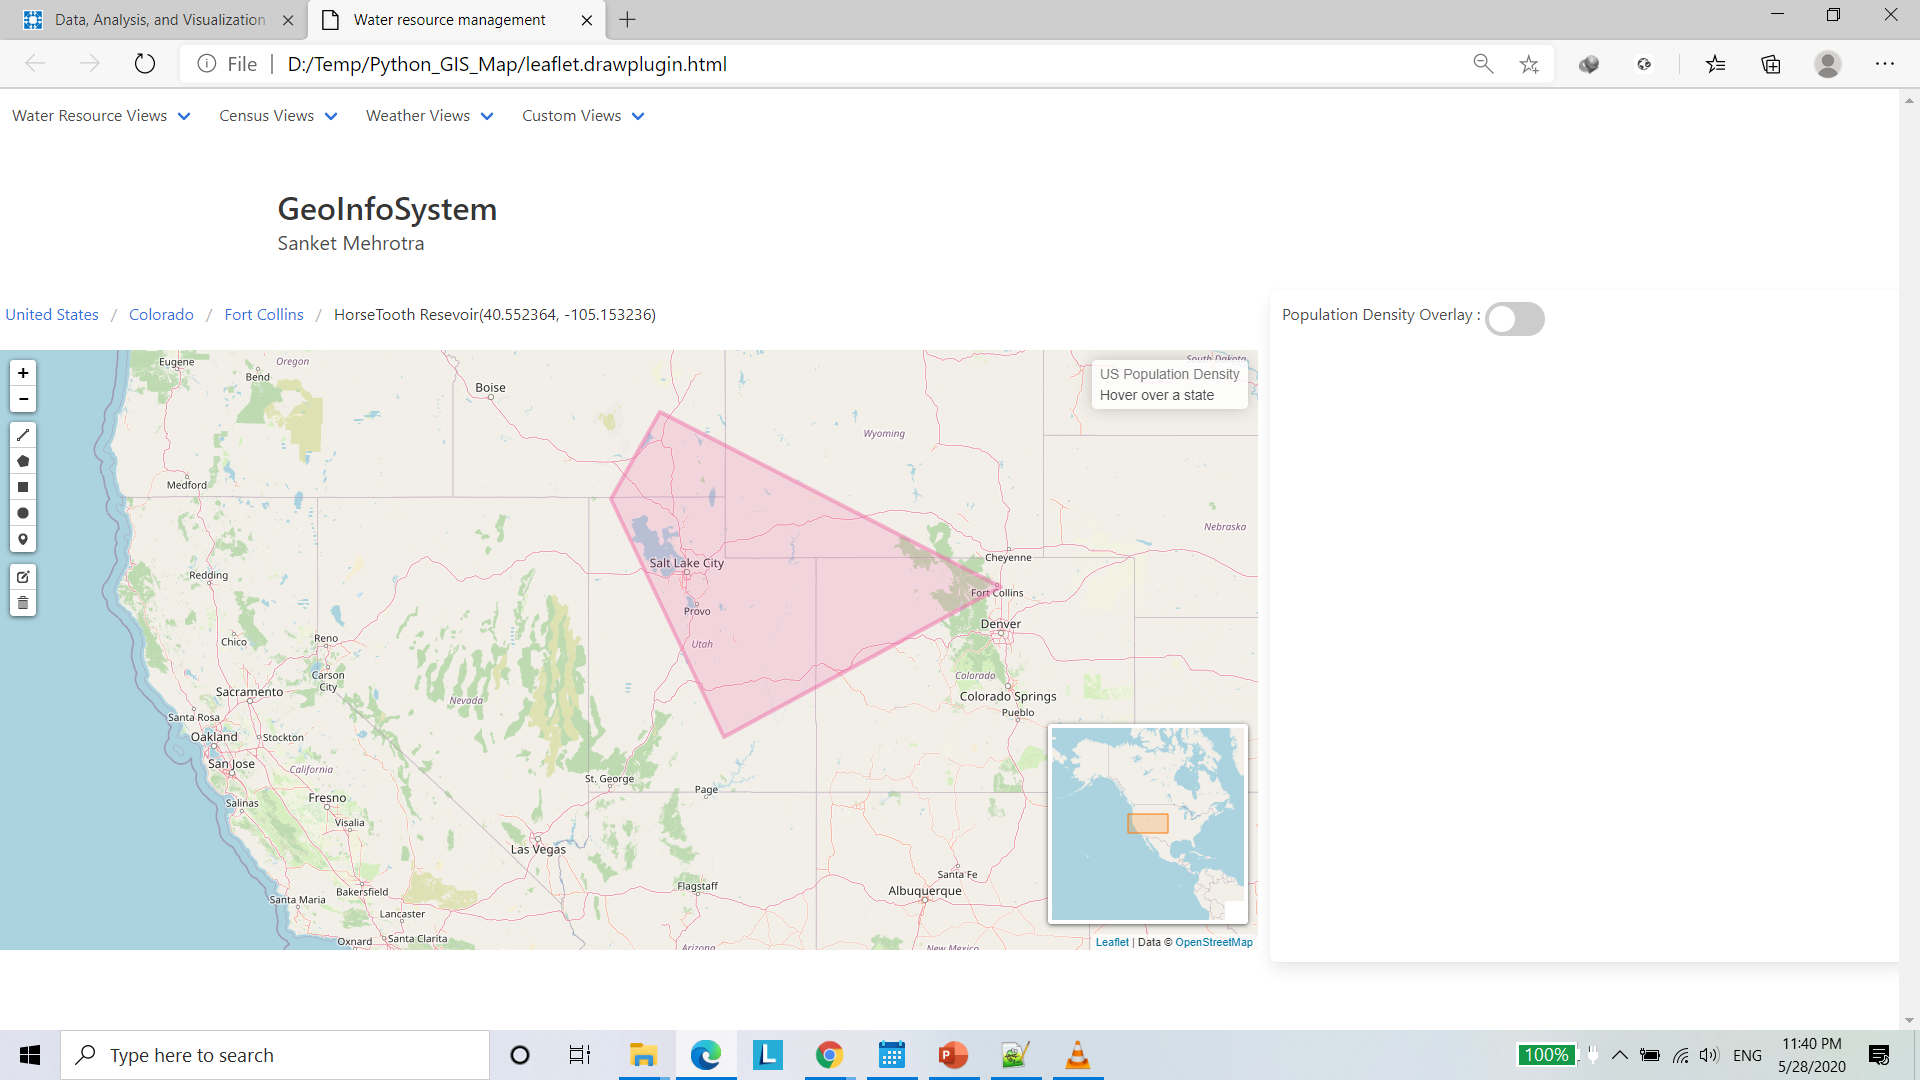 Data, Analysis, and Visualization
Water resource management
File
D:/Temp/Python_GIS_Map/leaflet.drawplugin.html
Water Resource Views
Census Views
Weather Views
Custom Views
GeoInfoSystem
Sanket Mehrotra
United States / Colorado / Fort Collins / HorseTooth Resevoir(40.552364, -105.153236)
Population Density Overlay :
+
−
US Population Density
Hover over a state
South Dakota
Eugene
Oregon
Bend
Boise
Wyoming
Medford
Nebraska
Cheyenne
Salt Lake City
Redding
Fort Collins
Provo
Denver
Chico
Reno
Utah
Carson
City
Colorado
Sacramento
Nevada
Colorado Springs
Santa Rosa
Pueblo
Oakland
Stockton
San Jose
California
St. George
Page
Salinas
Fresno
Visalia
Las Vegas
Santa Fe
Bakersfield
Flagstaff
Albuquerque
Santa Maria
Lancaster
Oxnard
Santa Clarita
Arizona
New Mexico
Leaflet | Data © OpenStreetMap
Type here to search
L
100%
ENG
11:40 PM
5/28/2020